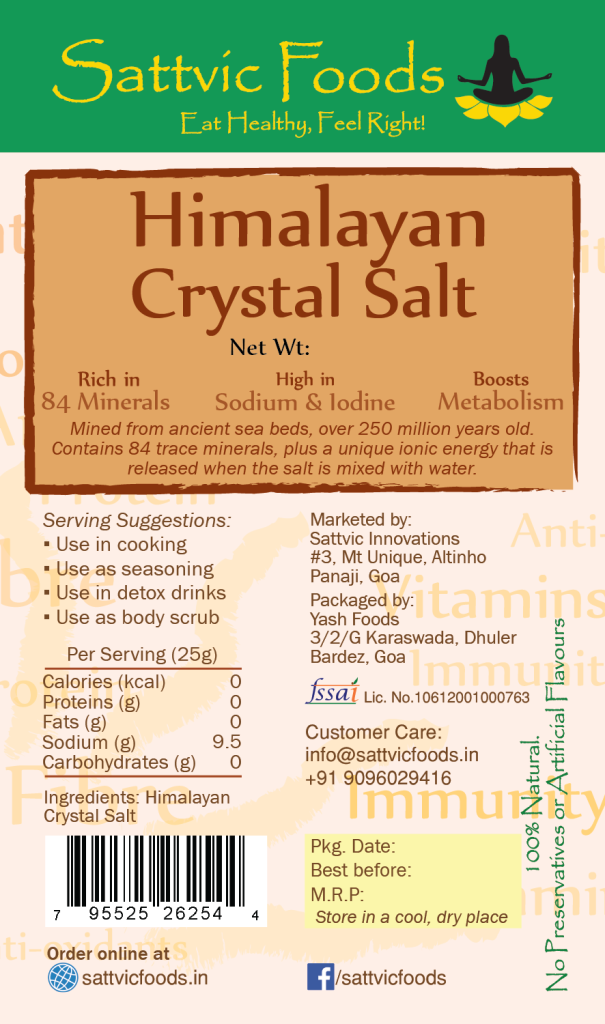 Sattvic Foods
Eat Healthy, Feel Right!
Himalayan
Crystal Salt
Net Wt:
Rich in
84 Minerals
High in
Sodium & Iodine
Boosts
Metabolism
Mined from ancient sea beds, over 250 million years old.
Contains 84 trace minerals, plus a unique ionic energy that is
released when the salt is mixed with water.
Serving Suggestions:
▪ Use in cooking
▪ Use as seasoning
▪ Use in detox drinks
▪ Use as body scrub
Per Serving (25g)
Calories (kcal) 0
Proteins (g) 0
Fats (g) 0
Sodium (g) 9.5
Carbohydrates (g) 0
Ingredients: Himalayan
Crystal Salt
7 95525 26254 4
Order online at
sattvicfoods.in
Marketed by:
Sattvic Innovations
#3, Mt Unique, Altinho
Panaji, Goa
Packaged by:
Yash Foods
3/2/G Karaswada, Dhuler
Bardez, Goa
fssai Lic. No.10612001000763
Customer Care:
info@sattvicfoods.in
+91 9096029416
Pkg. Date:
Best before:
M.R.P:
Store in a cool, dry place
f/sattvicfoods
100% Natural.
No Preservatives or Artificial Flavours
Protein
Fibre
Anti-
Vitamins
Immunity
Immunity
ti-oxidants